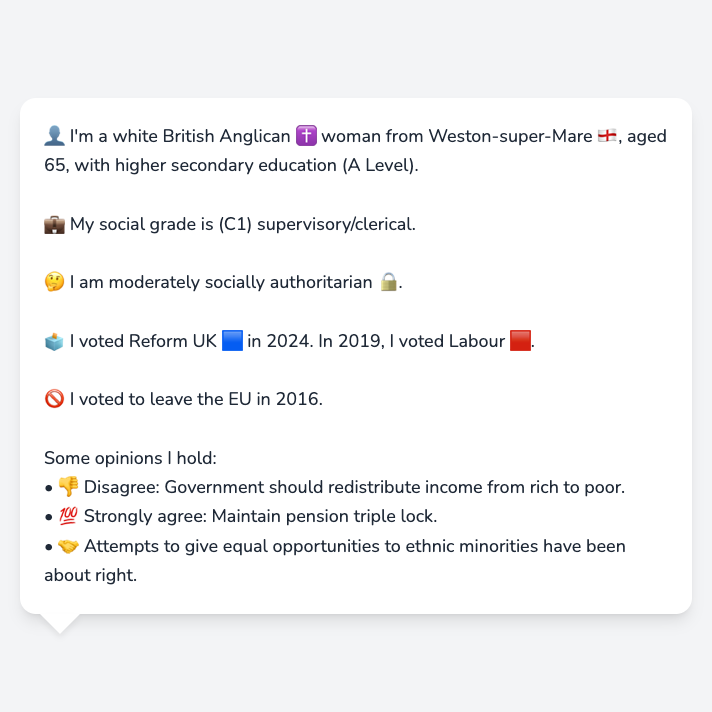 👤 I'm a white British Anglican ✝️ woman from Weston-super-Mare 🏴󠁧󠁢󠁥󠁮󠁧󠁿, aged
65, with higher secondary education (A Level).
💼 My social grade is (C1) supervisory/clerical.
🤔 I am moderately socially authoritarian 🔒.
🗳️ I voted Reform UK 🟦 in 2024. In 2019, I voted Labour 🟥.
🚫 I voted to leave the EU in 2016.
Some opinions I hold:
• 👎 Disagree: Government should redistribute income from rich to poor.
• 💯 Strongly agree: Maintain pension triple lock.
• 🤝 Attempts to give equal opportunities to ethnic minorities have been
about right.